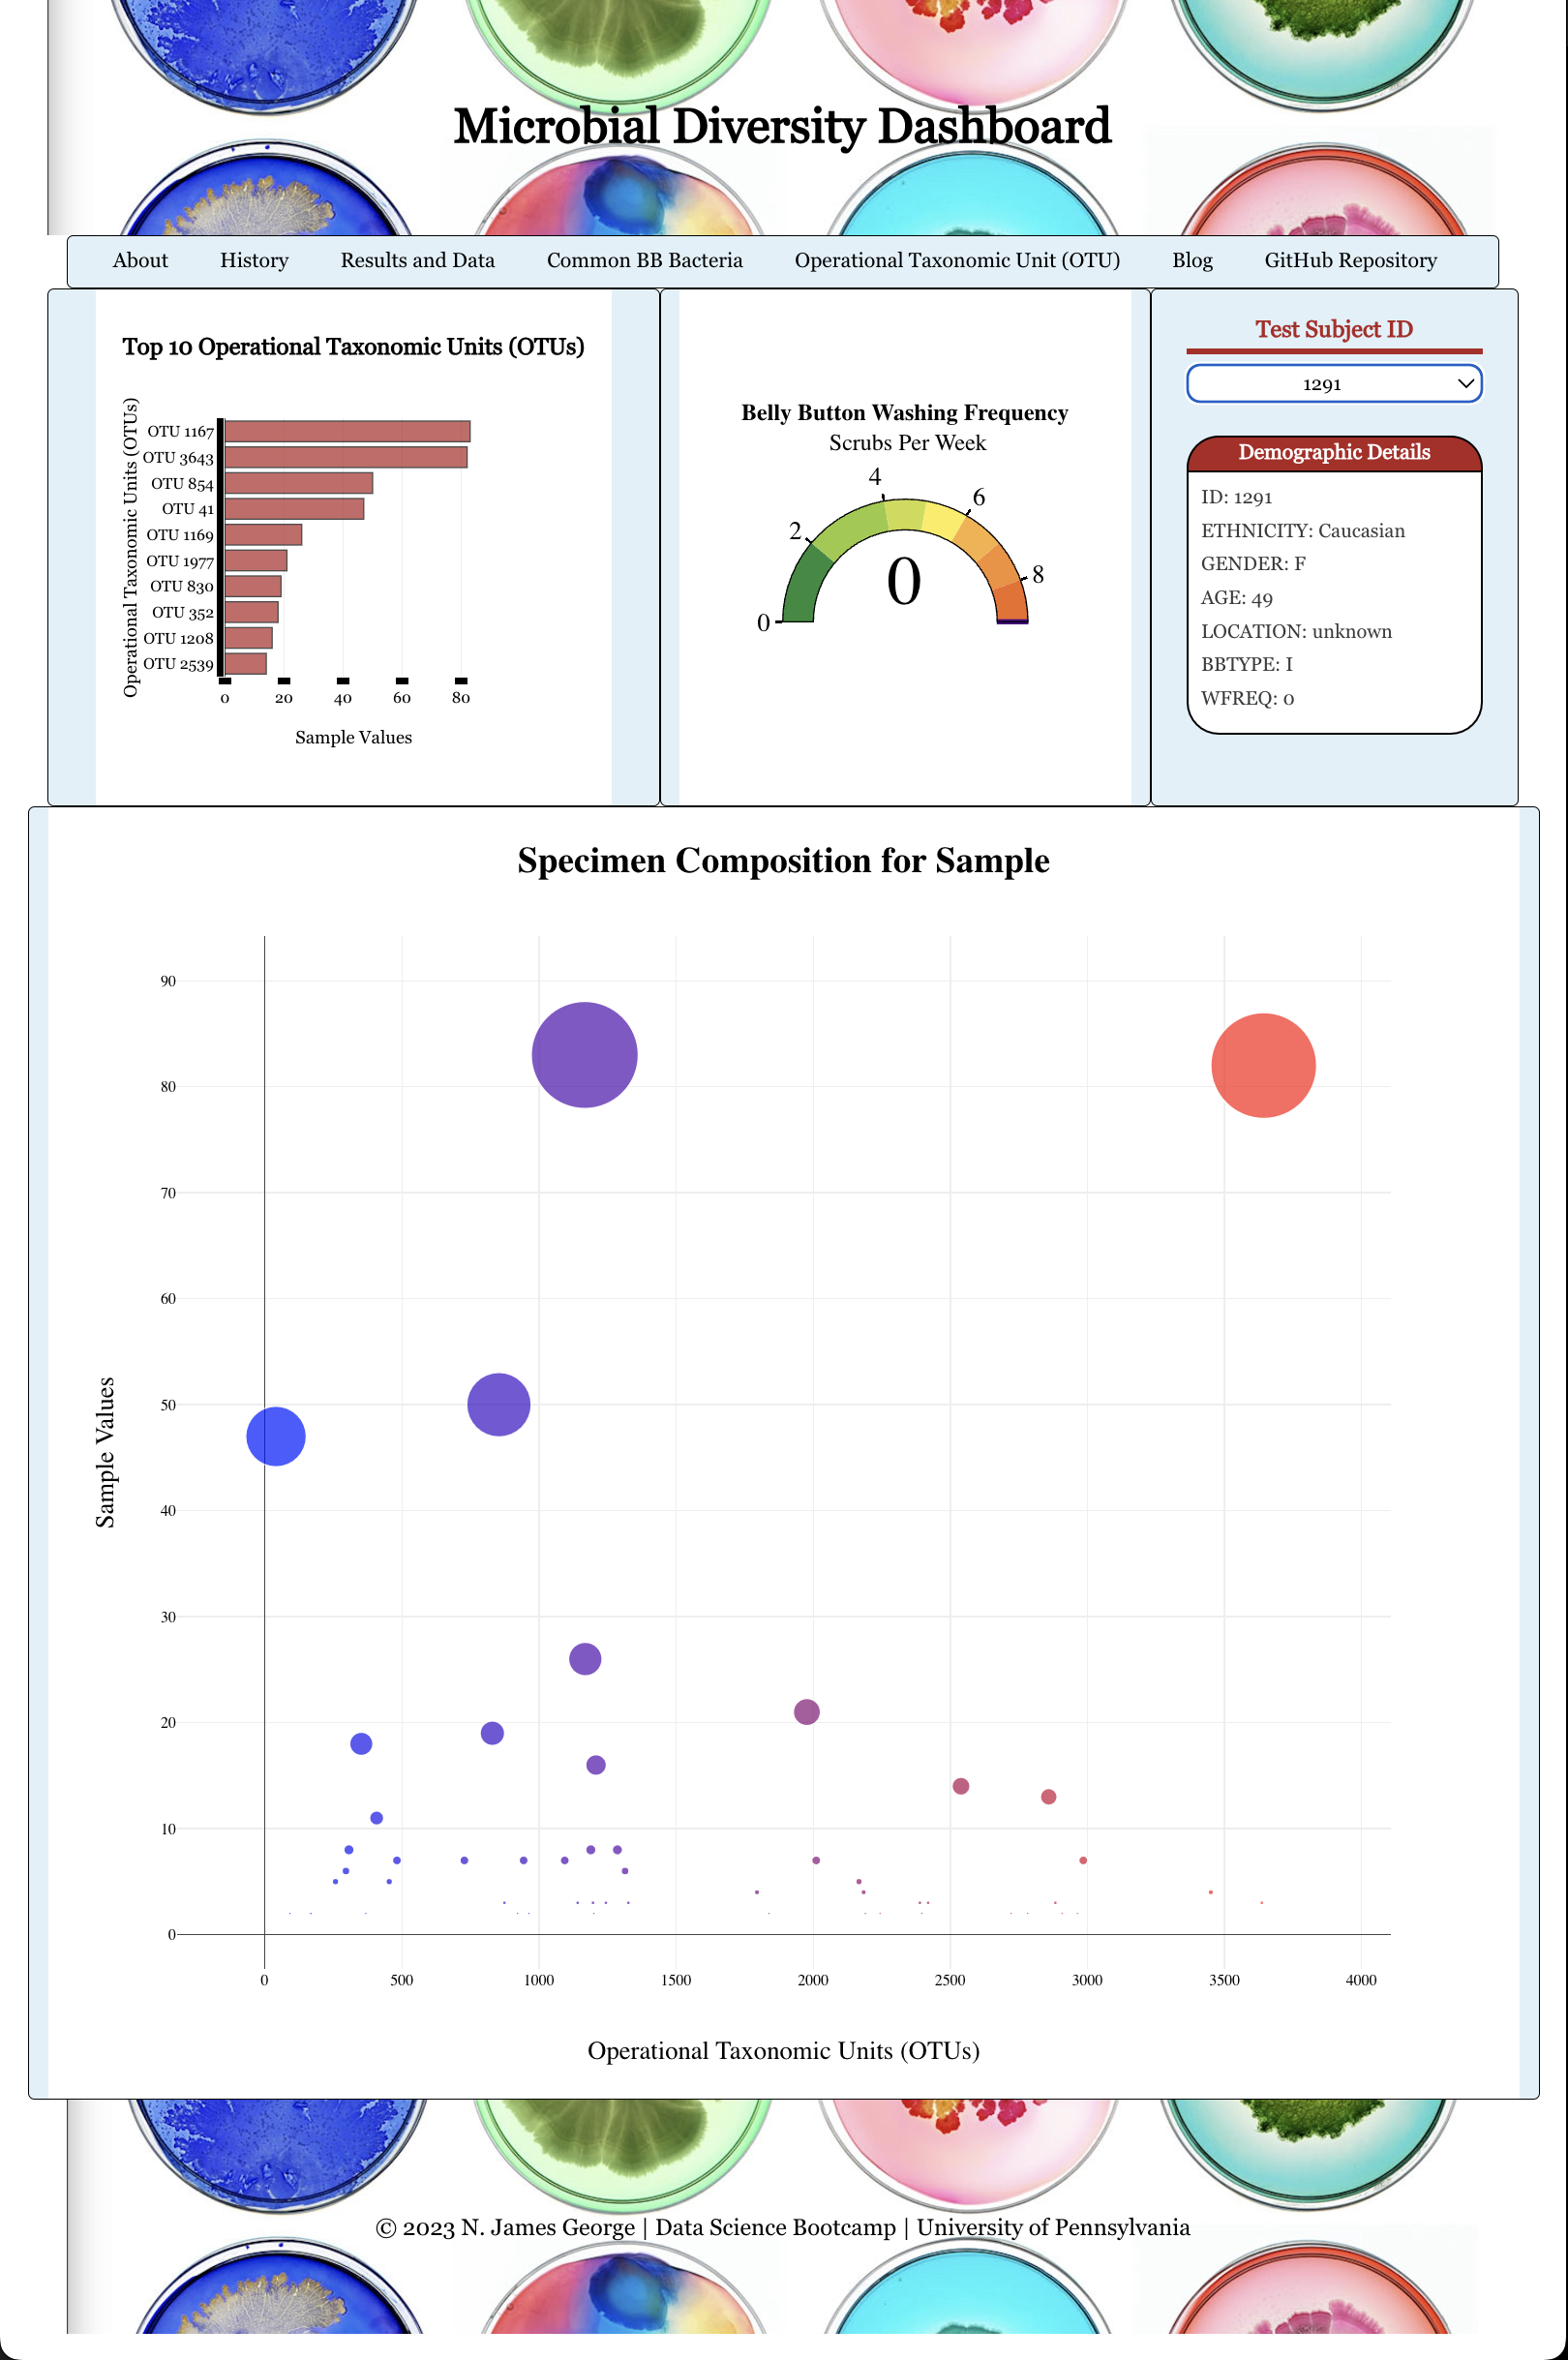 Microbial Diversity Dashboard
About History Results and Data Common BB Bacteria Operational Taxonomic Unit (OTU) Blog GitHub Repository
Top 10 Operational Taxonomic Units (OTUs)
Operational Taxonomic Units (OTUs)
OTU 1167
OTU 3643
OTU 854
OTU 41
OTU 1169
OTU 1977
OTU 830
OTU 352
OTU 1208
OTU 2539
0 20 40 60 80
Sample Values
Belly Button Washing Frequency
Scrubs Per Week
0
2
4
6
8
0
Test Subject ID
1291
Demographic Details
ID: 1291
ETHNICITY: Caucasian
GENDER: F
AGE: 49
LOCATION: unknown
BBTYPE: I
WFREQ: 0
Specimen Composition for Sample
90
80
70
60
50
40
30
20
10
0
Sample Values
0 500 1000 1500 2000 2500 3000 3500 4000
Operational Taxonomic Units (OTUs)
© 2023 N. James George | Data Science Bootcamp | University of Pennsylvania